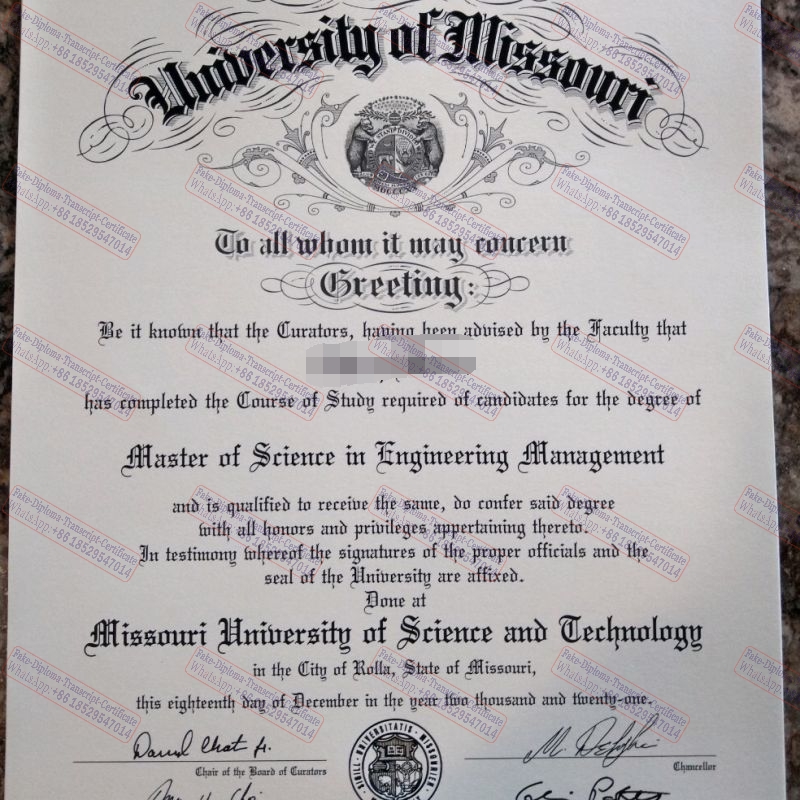 University of Missouri
To all whom it may concern
Greeting:
Be it known that the Curators, having been advised by the Faculty that
has completed the Course of Study required of candidates for the degree of
Master of Science in Engineering Management
and is qualified to receive the same, do confer said degree
with all honors and privileges appertaining thereto.
In testimony whereof the signatures of the proper officials and the
seal of the University are affixed.
Done at
Missouri University of Science and Technology
in the City of Rolla, State of Missouri,
this eighteenth day of December in the year two thousand and twenty-one.
Chair of the Board of Curators
Chancellor
Fake-Diploma-Transcript-Certificate
WhatsApp:+86 18529547014